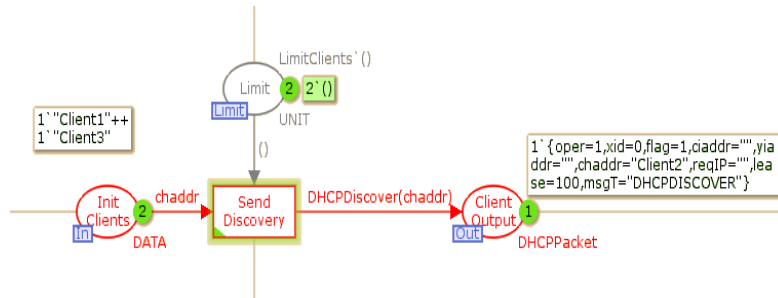 LimitClients`()
Limit
2
2`()
Limit
UNIT
1`"Client1"++
1`"Client3"
()
1`{oper=1,xid=0,flag=1,ciaddr="",yia
ddr="",chaddr="Client2",reqIP="",lea
se=100,msgT="DHCPDISCOVER"}
Init
Clients
2
In
DATA
chaddr
Send
Discovery
DHCPDiscover(chaddr)
Client
Output
1
Out
DHCPPacket